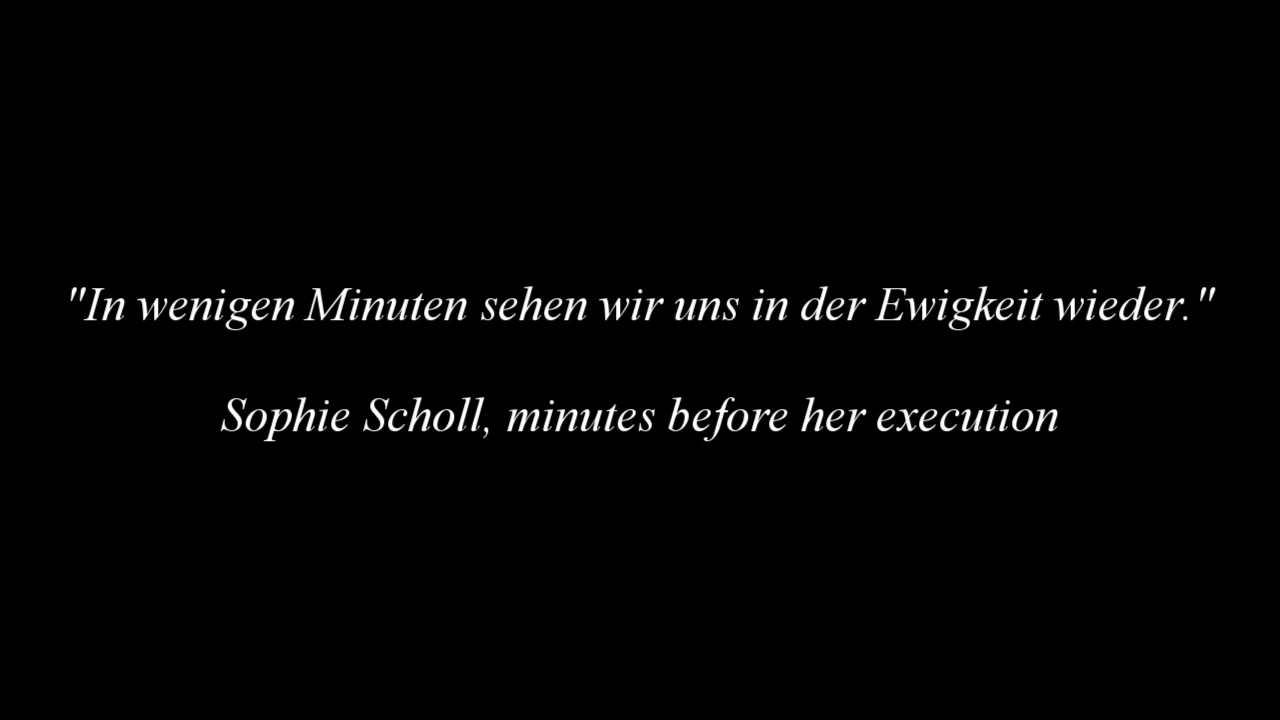 "In wenigen Minuten sehen wir uns in der Ewigkeit wieder."
Sophie Scholl, minutes before her execution